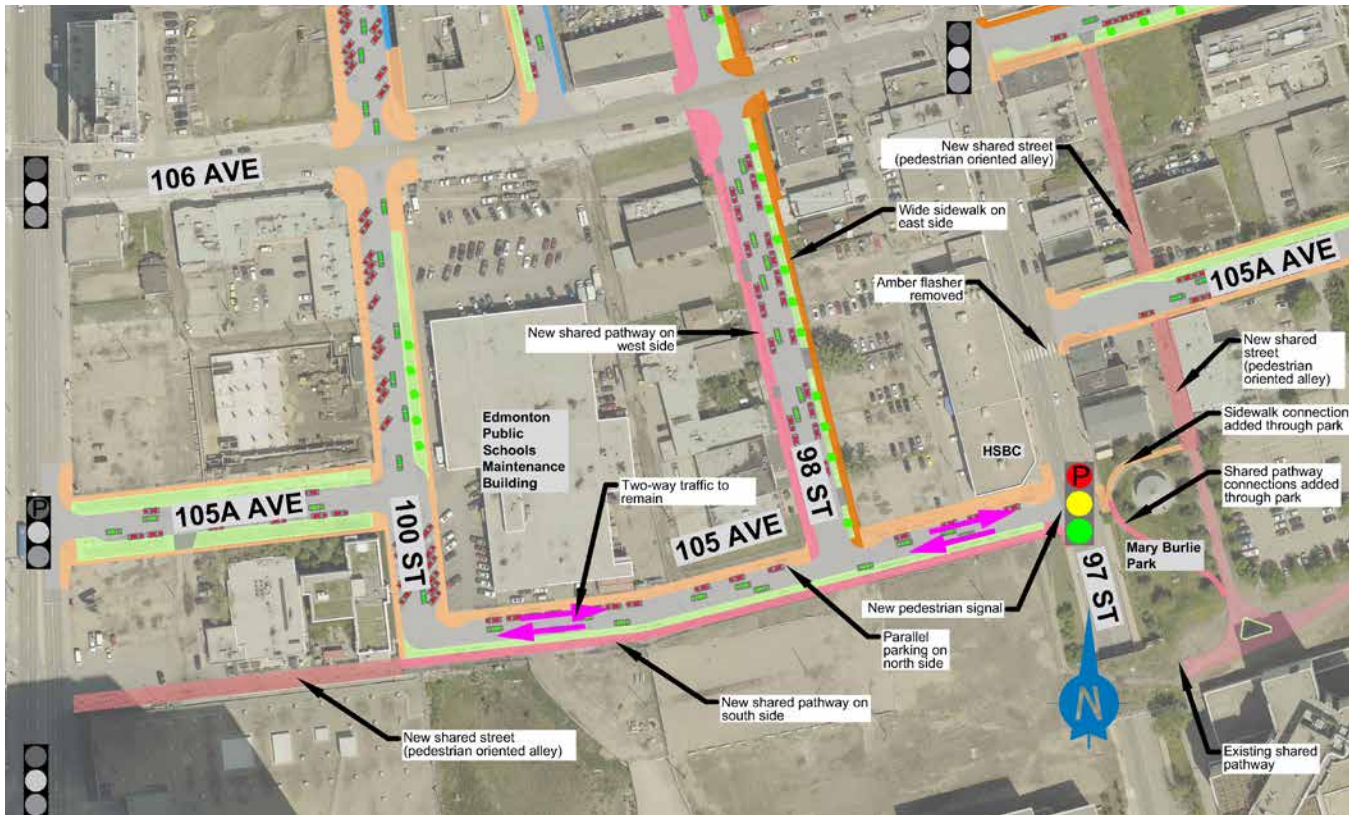 106 AVE
New shared street
(pedestrian oriented alley)
Wide sidewalk on
east side
105A AVE
Amber flasher
removed
New shared pathway on
west side
New shared
street
(pedestrian
oriented alley)
Edmonton
Public
Schools
Maintenance
Building
Sidewalk connection
added through park
HSBC
98 ST
Two-way traffic to
remain
Shared pathway
connections added
through park
P
P
105A AVE
100 ST
105 AVE
Mary Burlie
Park
97 ST
New pedestrian signal
Parallel
parking on
north side
N
New shared pathway on
south side
New shared street
(pedestrian oriented alley)
Existing shared
pathway